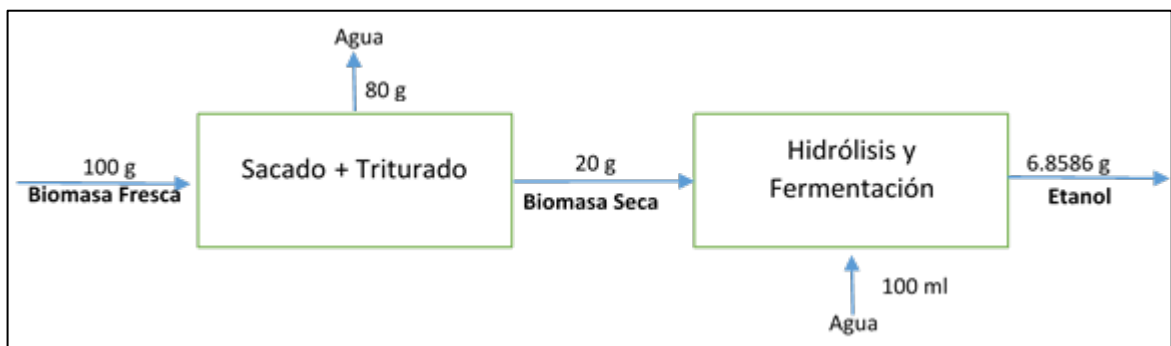 Agua
80 g
100 g
Biomasa Fresca
Sacado + Triturado
20 g
Biomasa Seca
Hidrólisis y
Fermentación
6.8586 g
Etanol
100 ml
Agua